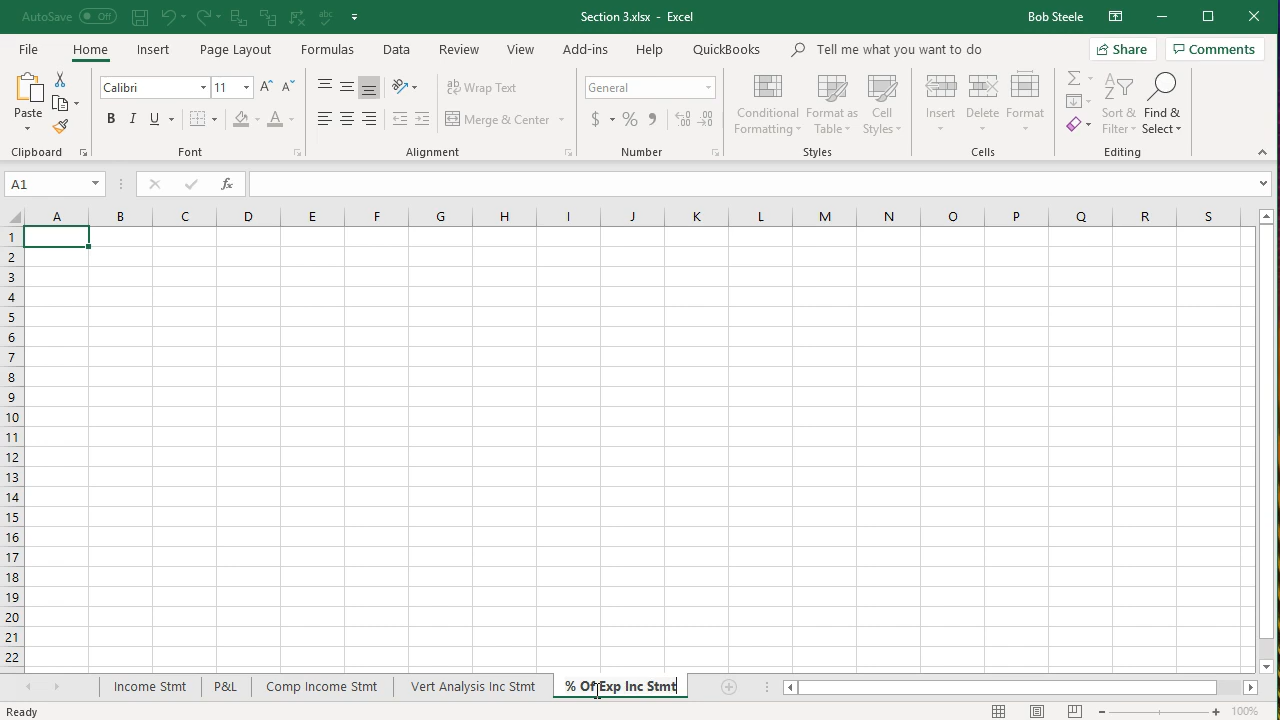 AutoSave Off Section 3.xlsx - Excel Bob Steele
File Home Insert Page Layout Formulas Data Review View Add-ins Help QuickBooks Tell me what you want to do Share Comments
Paste Calibri 11 Wrap Text General Conditional Formatting Format as Table Cell Styles Insert Delete Format Sort & Filter Find & Select
B I U Merge & Center $ % 9
Clipboard Font Alignment Number Styles Cells Editing
A1 fx
A B C D E F G H I J K L M N O P Q R S
1
2
3
4
5
6
7
8
9
10
11
12
13
14
15
16
17
18
19
20
21
22
Income Stmt P&L Comp Income Stmt Vert Analysis Inc Stmt % Of Exp Inc Stmt
Ready 100%